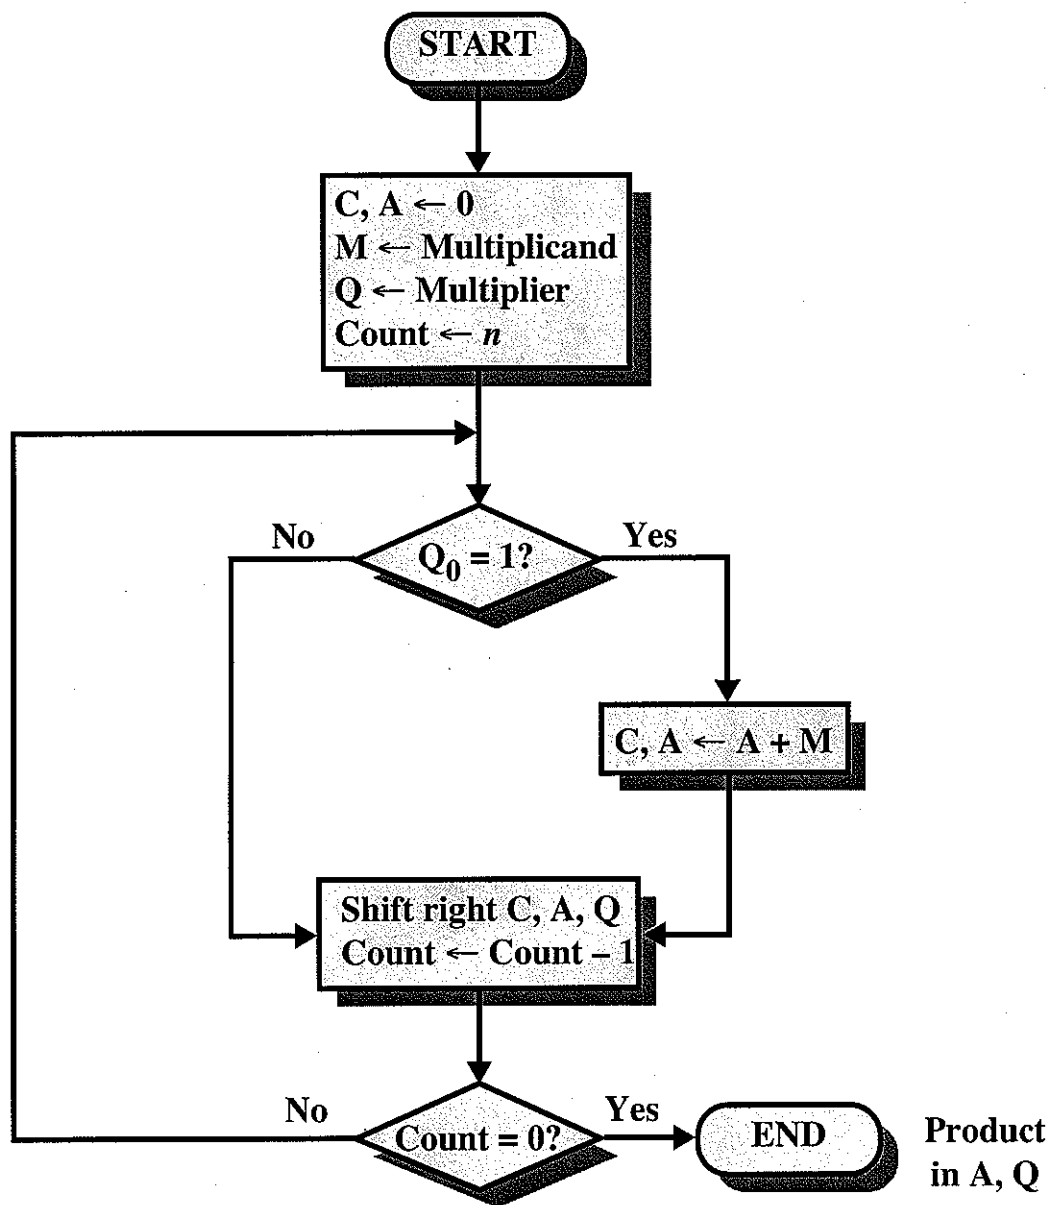 START
C, A ← 0
M ← Multiplicand
Q ← Multiplier
Count ← n
No
Q0 = 1?
Yes
C, A ← A + M
Shift right C, A, Q
Count ← Count – 1
No
Count = 0?
Yes
END
Product
in A, Q